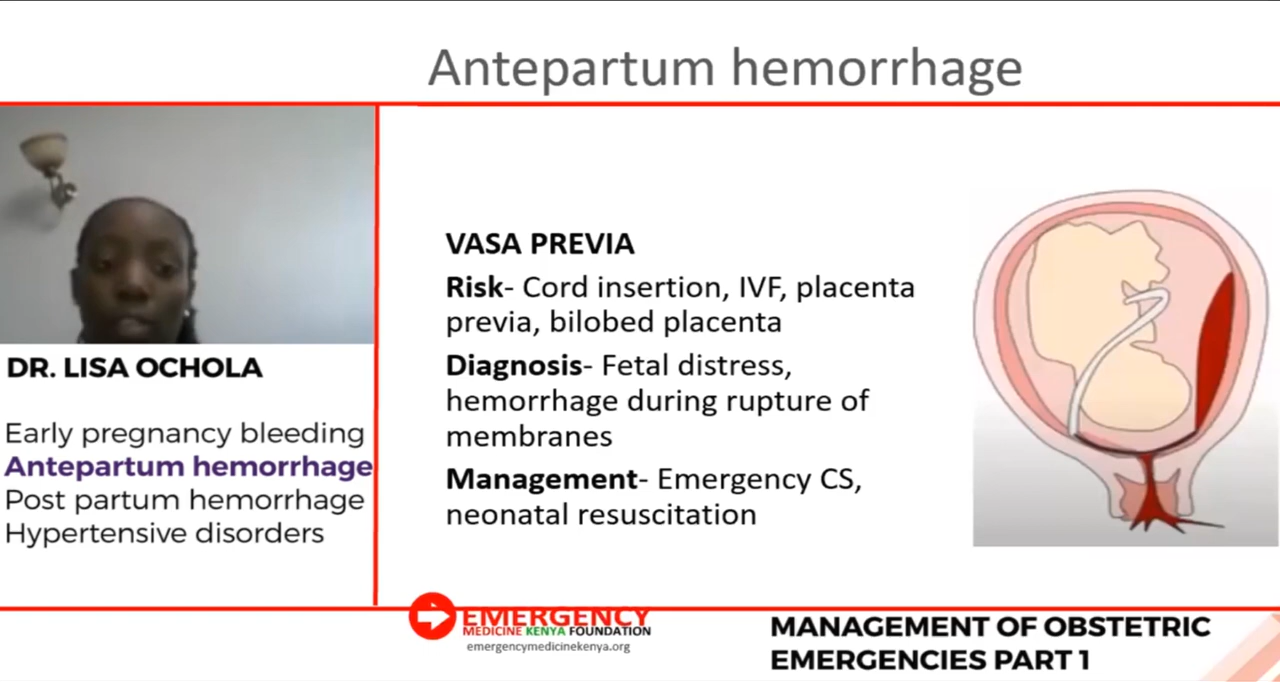 Antepartum hemorrhage
DR. LISA OCHOLA
Early pregnancy bleeding
Antepartum hemorrhage
Post partum hemorrhage
Hypertensive disorders
VASA PREVIA
Risk- Cord insertion, IVF, placenta
previa, bilobed placenta
Diagnosis- Fetal distress,
hemorrhage during rupture of
membranes
Management- Emergency CS,
neonatal resuscitation
EMERGENCY
MEDICINE KENYA FOUNDATION
emergencymedicinekenya.org
MANAGEMENT OF OBSTETRIC
EMERGENCIES PART 1